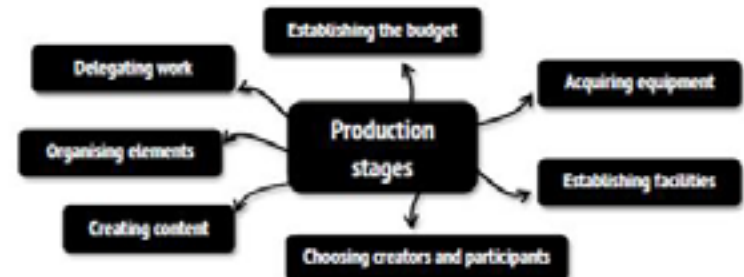 Establishing the budget
Delegating work
Acquiring equipment
Production
stages
Organising elements
Establishing facilities
Creating content
Choosing creators and participants